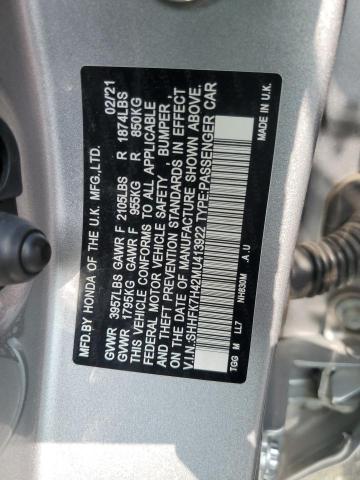 MFD.BY HONDA OF THE U.K. MFG.,LTD. 02/21
GVWR 3957LBS GAWR F 2105LBS R 1874LBS
GVWR 1795KG GAWR F 955KG R 850KG
THIS VEHICLE CONFORMS TO ALL APPLICABLE
FEDERAL MOTOR VEHICLE SAFETY, BUMPER,
AND THEFT PREVENTION STANDARDS IN EFFECT
ON THE DATE OF MANUFACTURE SHOWN ABOVE.
V.I.N.:SHHFK7H42MU413922 TYPE:PASSENGER CAR
NH830M .A.U MADE IN U.K.
TGG M LL7